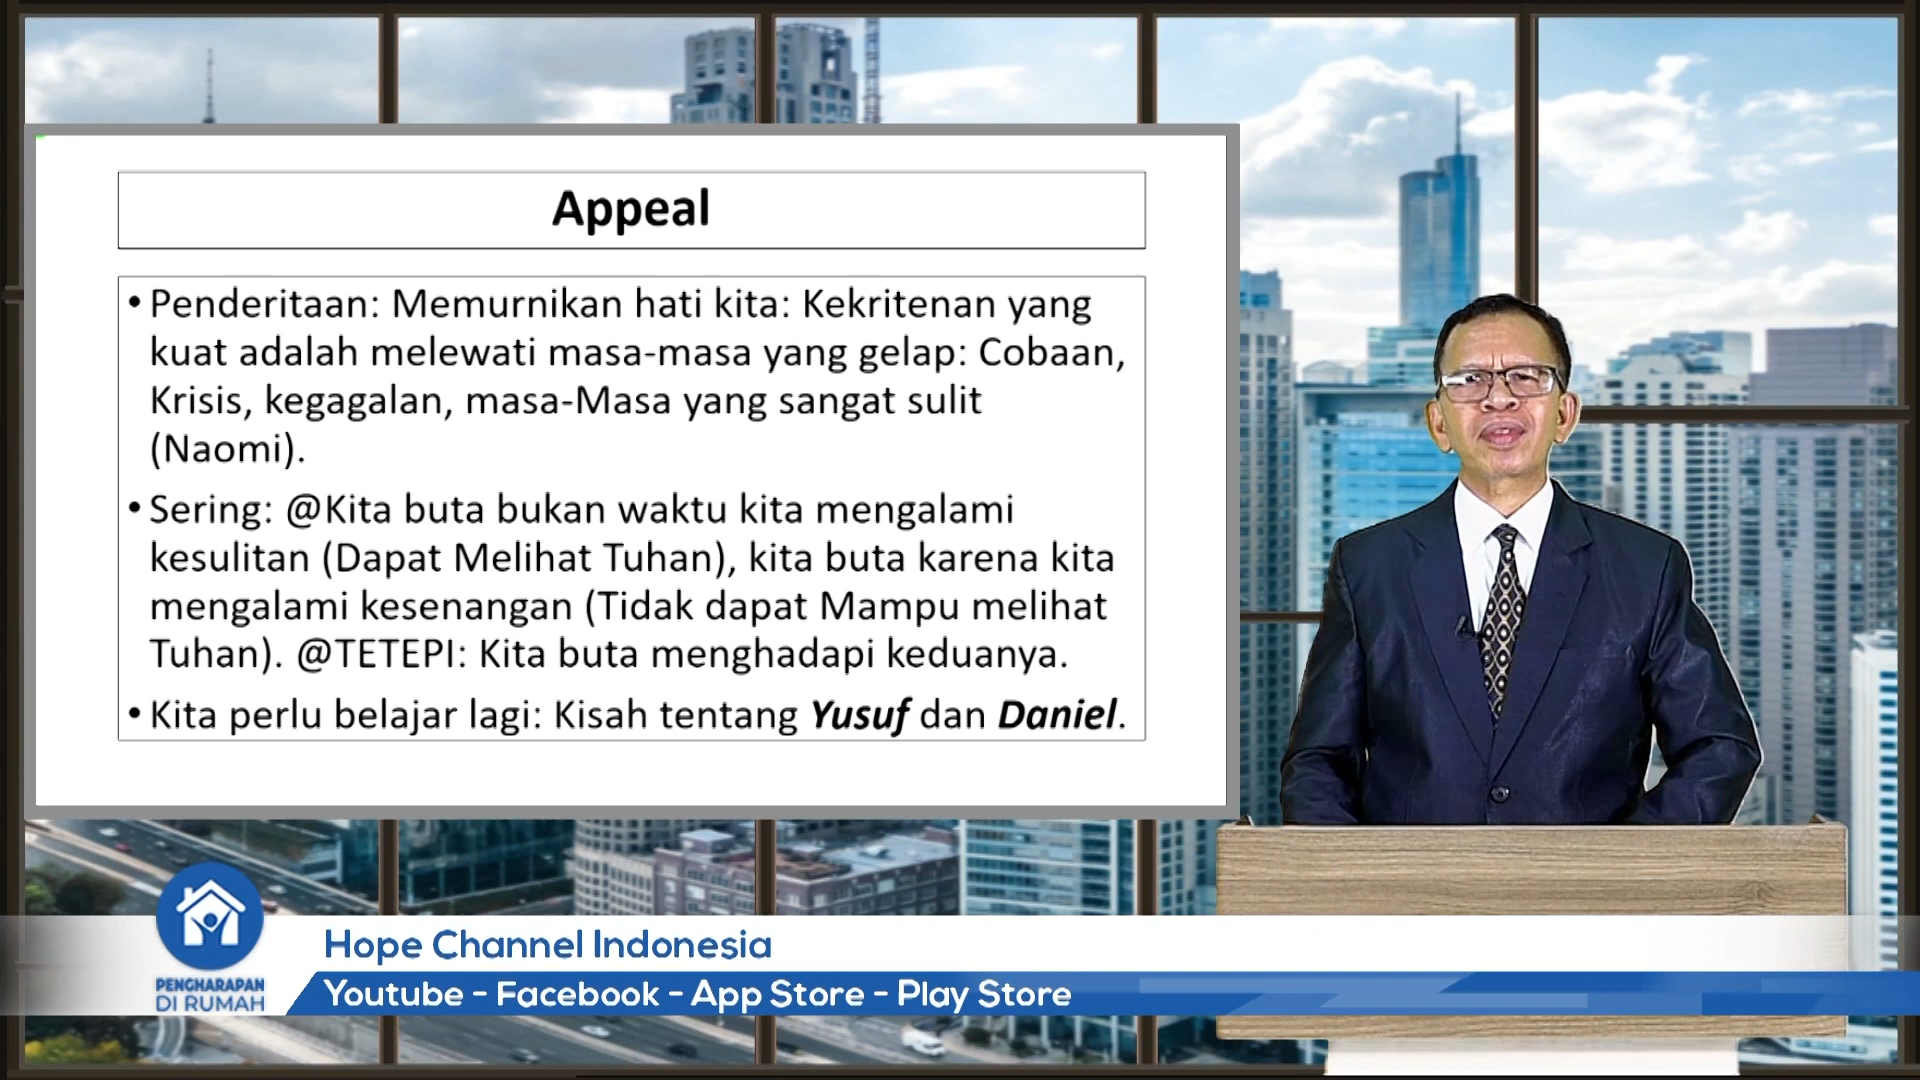 Appeal
• Penderitaan: Memurnikan hati kita: Kekritenan yang
kuat adalah melewati masa-masa yang gelap: Cobaan,
Krisis, kegagalan, masa-Masa yang sangat sulit
(Naomi).
• Sering: @Kita buta bukan waktu kita mengalami
kesulitan (Dapat Melihat Tuhan), kita buta karena kita
mengalami kesenangan (Tidak dapat Mampu melihat
Tuhan). @TETEPI: Kita buta menghadapi keduanya.
• Kita perlu belajar lagi: Kisah tentang Yusuf dan Daniel.
PENGHARAPAN
DI RUMAH
Hope Channel Indonesia
Youtube - Facebook - App Store - Play Store